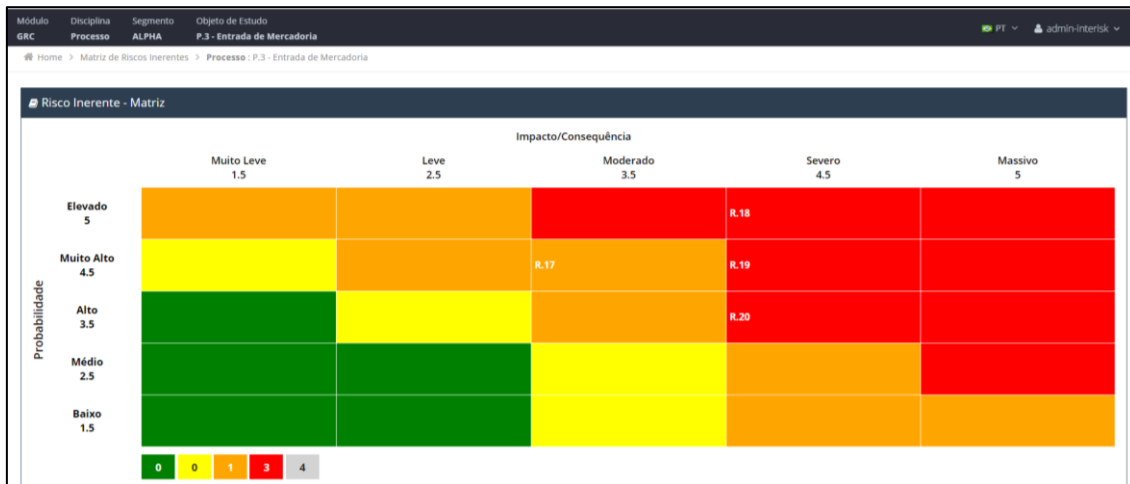 Módulo Disciplina Segmento Objeto de Estudo
GRC Processo ALPHA P.3 - Entrada de Mercadoria
PT admin-interisk
Home > Matriz de Riscos Inerentes > Processo : P.3 - Entrada de Mercadoria
Risco Inerente - Matriz
Impacto/Consequência
Muito Leve Leve Moderado Severo Massivo
1.5 2.5 3.5 4.5 5
Probabilidade
Elevado
5
R.18
Muito Alto
4.5
R.17 R.19
Alto
3.5
R.20
Médio
2.5
Baixo
1.5
0 0 1 3 4